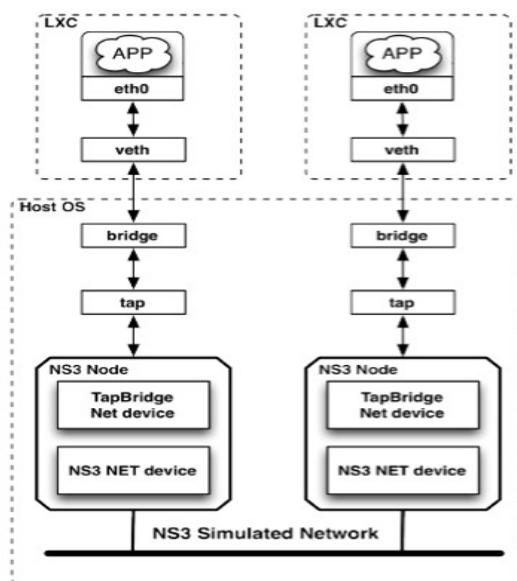 LXC
APP
eth0
veth
LXC
APP
eth0
veth
Host OS
bridge
tap
NS3 Node
TapBridge
Net device
NS3 NET device
bridge
tap
NS3 Node
TapBridge
Net device
NS3 NET device
NS3 Simulated Network